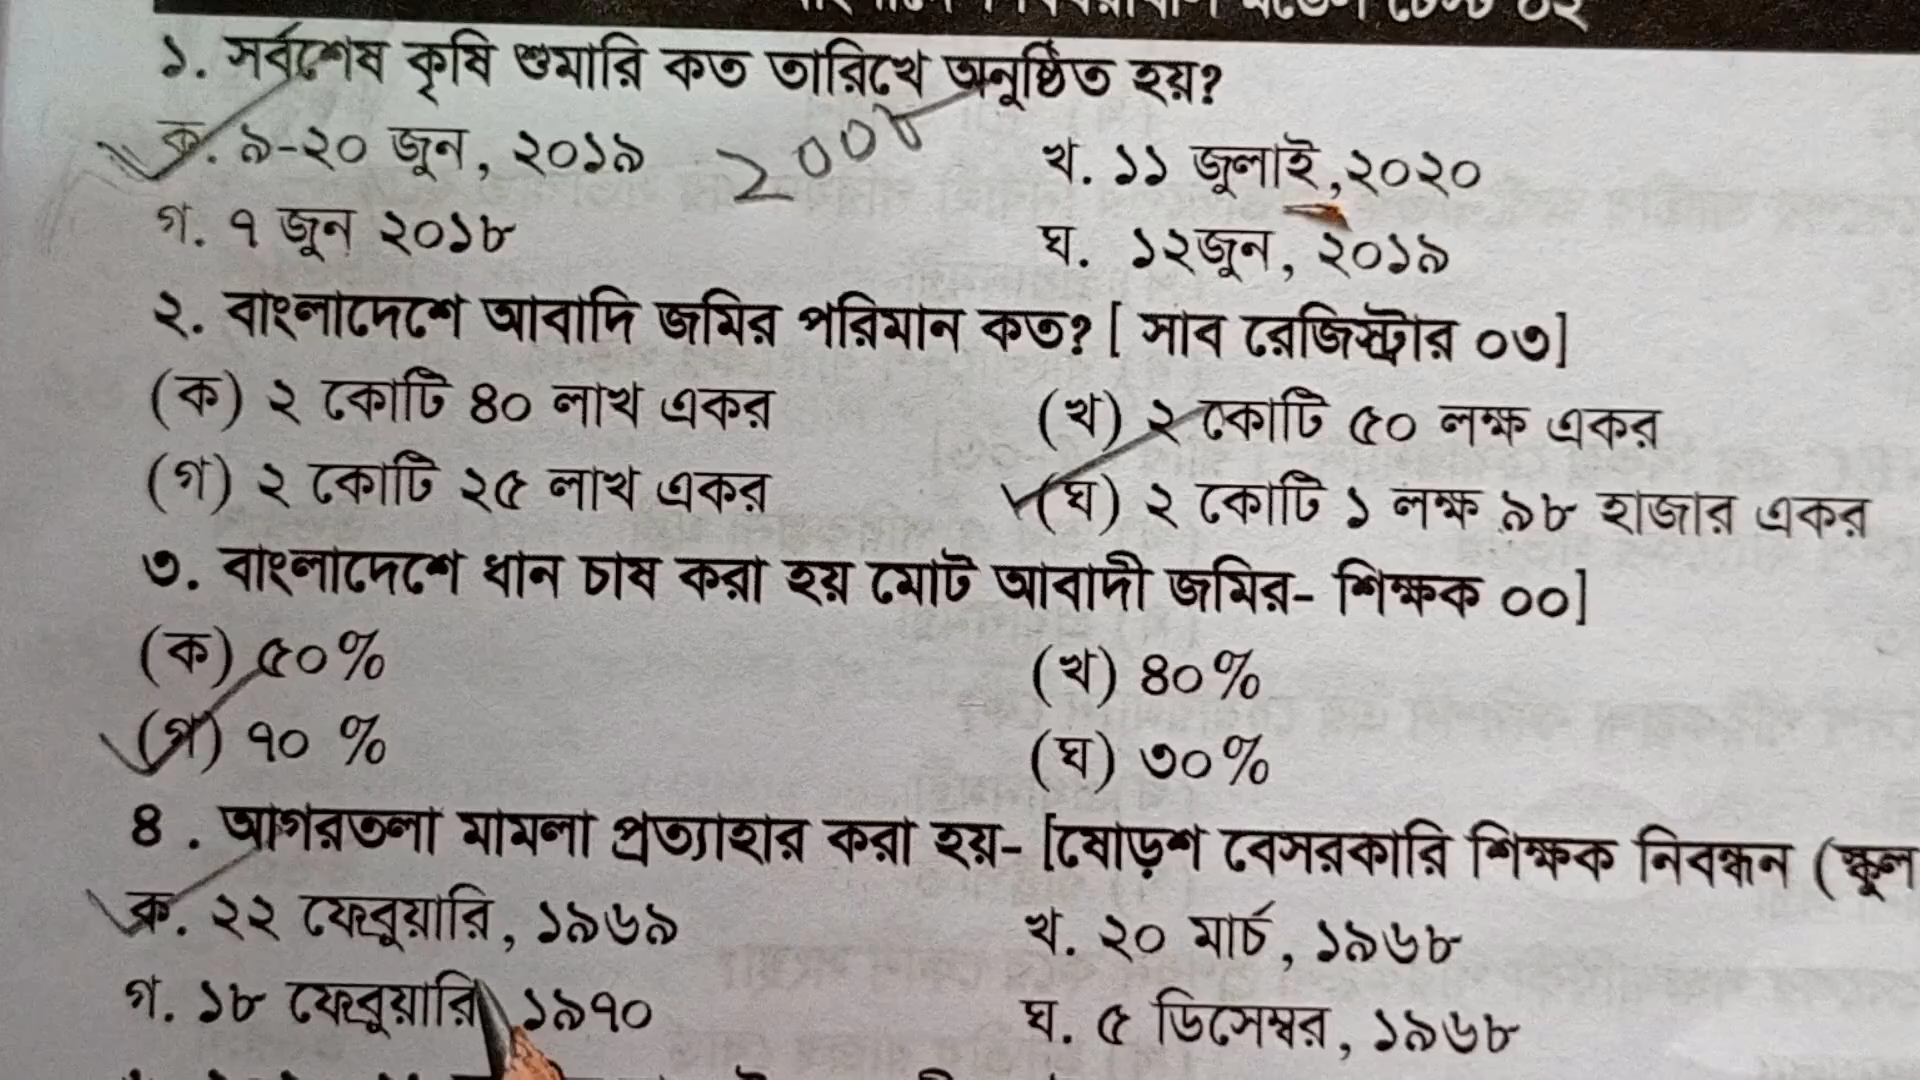 ১. সর্বশেষ কৃষি শুমারি কত তারিখে অনুষ্ঠিত হয়?
ক. ৯-২০ জুন, ২০১৯ 200৮ খ. ১১ জুলাই,২০২০
গ. ৭ জুন ২০১৮ ঘ. ১২জুন, ২০১৯
২. বাংলাদেশে আবাদি জমির পরিমান কত? [ সাব রেজিস্ট্রার ০৩]
(ক) ২ কোটি ৪০ লাখ একর (খ) ২ কোটি ৫০ লক্ষ একর
(গ) ২ কোটি ২৫ লাখ একর (ঘ) ২ কোটি ১ লক্ষ ৯৮ হাজার একর
৩. বাংলাদেশে ধান চাষ করা হয় মোট আবাদী জমির- শিক্ষক ০০]
(ক) ৫০% (খ) ৪০%
(গ) ৭০ % (ঘ) ৩০%
৪ . আগরতলা মামলা প্রত্যাহার করা হয়- [ষোড়শ বেসরকারি শিক্ষক নিবন্ধন (স্কুল
ক. ২২ ফেব্রুয়ারি, ১৯৬৯ খ. ২০ মার্চ, ১৯৬৮
গ. ১৮ ফেব্রুয়ারি ১৯৭০ ঘ. ৫ ডিসেম্বর, ১৯৬৮